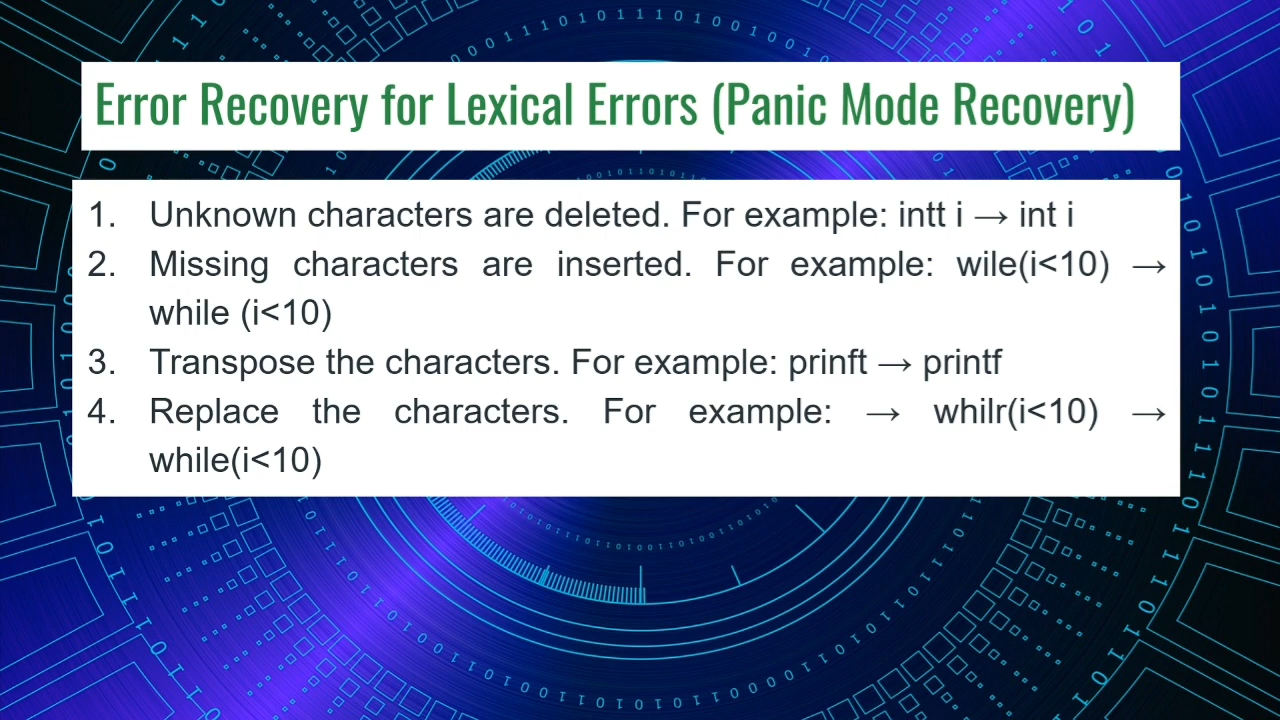 Error Recovery for Lexical Errors (Panic Mode Recovery)
1. Unknown characters are deleted. For example: intt i → int i
2. Missing characters are inserted. For example: wile(i<10) →
while (i<10)
3. Transpose the characters. For example: prinft → printf
4. Replace the characters. For example: → whilr(i<10) →
while(i<10)